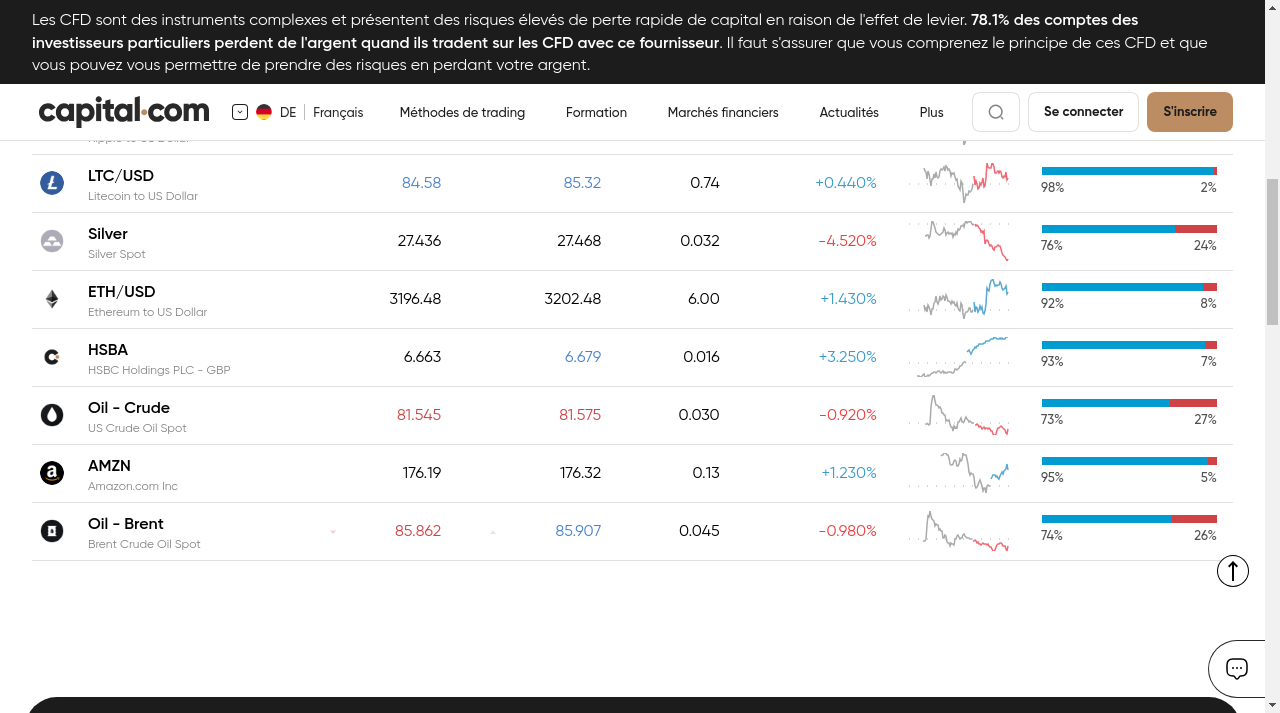 Les CFD sont des instruments complexes et présentent des risques élevés de perte rapide de capital en raison de l'effet de levier. 78.1% des comptes des
investisseurs particuliers perdent de l'argent quand ils tradent sur les CFD avec ce fournisseur. Il faut s'assurer que vous comprenez le principe de ces CFD et que
vous pouvez vous permettre de prendre des risques en perdant votre argent.
capital.com DE Français Méthodes de trading Formation Marchés financiers Actualités Plus Se connecter S'inscrire
LTC/USD 84.58 85.32 0.74 +0.440%
Litecoin to US Dollar 98% 2%
Silver 27.436 27.468 0.032 -4.520%
Silver Spot 76% 24%
ETH/USD 3196.48 3202.48 6.00 +1.430%
Ethereum to US Dollar 92% 8%
HSBA 6.663 6.679 0.016 +3.250%
HSBC Holdings PLC - GBP 93% 7%
Oil - Crude 81.545 81.575 0.030 -0.920%
US Crude Oil Spot 73% 27%
AMZN 176.19 176.32 0.13 +1.230%
Amazon.com Inc 95% 5%
Oil - Brent 85.862 85.907 0.045 -0.980%
Brent Crude Oil Spot 74% 26%